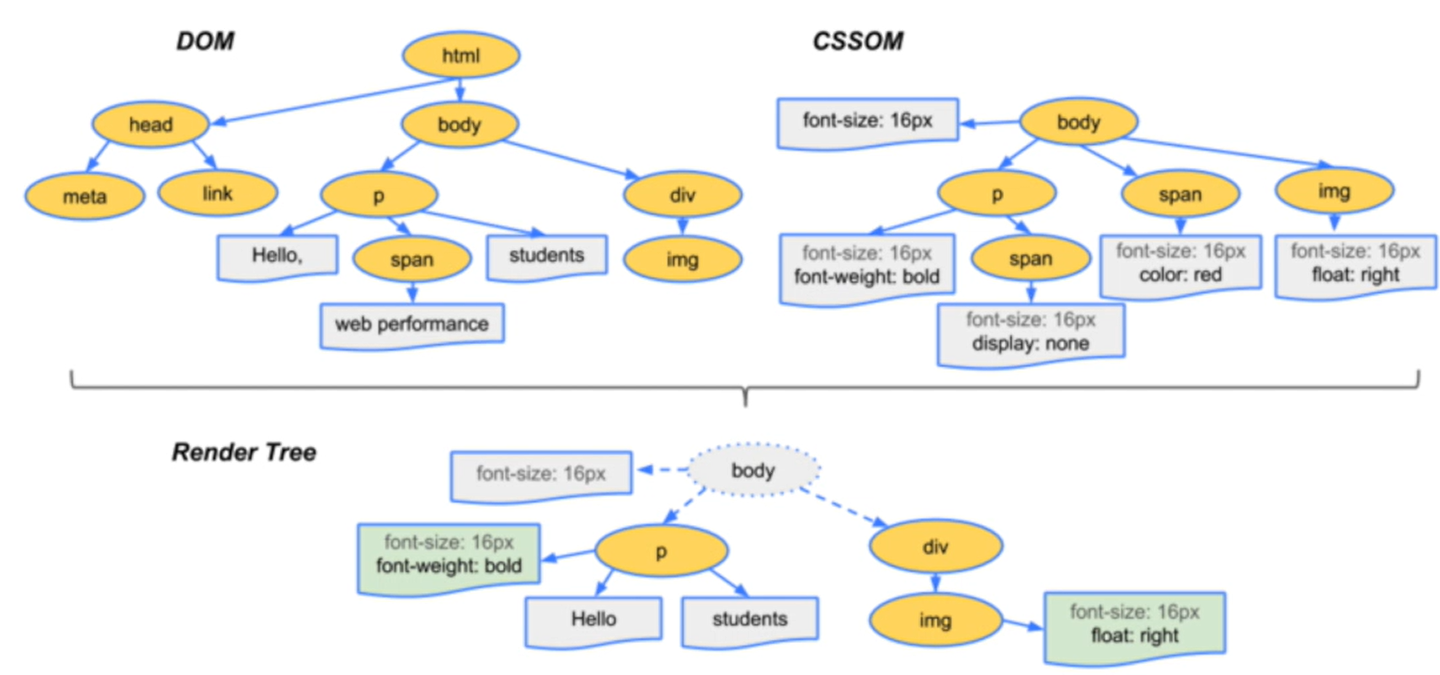 DOM
html
head
body
meta
link
p
div
Hello,
span
students
img
web performance
CSSOM
font-size: 16px
body
p
span
img
font-size: 16px
font-weight: bold
span
font-size: 16px
color: red
font-size: 16px
float: right
font-size: 16px
display: none
Render Tree
font-size: 16px
body
font-size: 16px
font-weight: bold
p
div
Hello
students
img
font-size: 16px
float: right